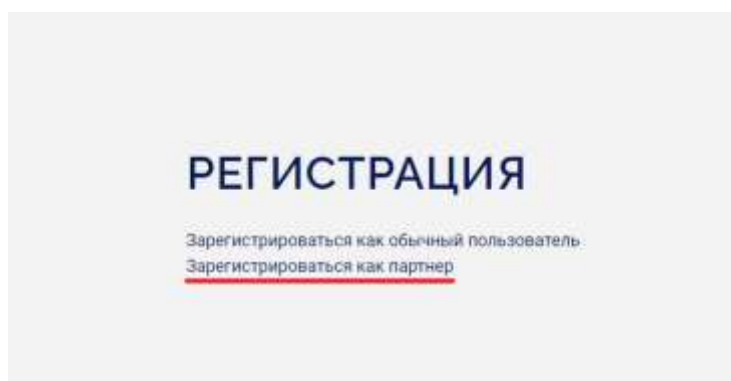 РЕГИСТРАЦИЯ
Зарегистрироваться как обычный пользователь
Зарегистрироваться как партнер